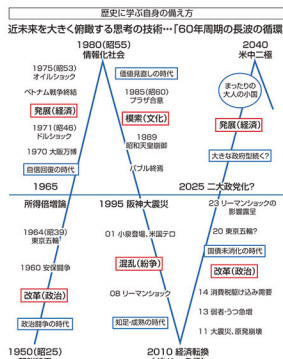 歴史に学ぶ自身の備え方
近未来を大きく俯瞰する思考の技術…「60年周期の長波の循環
1980(昭55)
情報化社会
2040
米中二極
1975(昭53)
オイルショック
ベトナム戦争終結
発展(経済)
1971(昭46)
ドルショック
1970 大阪万博
自信回復の時代
1965
価値見直しの時代
1985(昭60)
プラザ合意
模索(文化)
1989
昭和天皇崩御
バブル終焉
まったりの
大人の小国
発展(経済)
大きな政府型続く?
2025 二大政党化?
所得倍増論
1964(昭39)
東京五輪
1960 安保闘争
改革(政治)
政治闘争の時代
1950(昭25)
1995 阪神大震災
01 小泉登場、米国テロ
混乱(紛争)
08 リーマンショック
知足・成熟の時代
2010 経済転換
23 リーマンショックの
影響露呈
20 東京五輪?
国債未消化の時代
改革(政治)
14 消費税駆け込み需要
13 弱者・うつ急増
11 大震災、原発崩壊